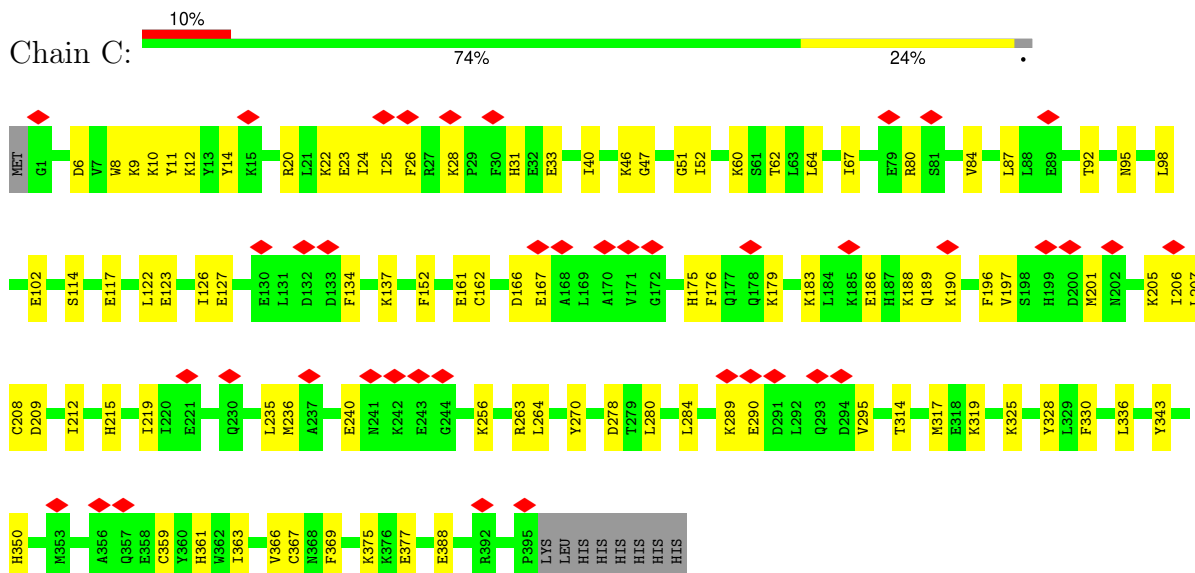 10%
Chain C:
74% 24% •
MET G1 D6 V7 W8 K9 K10 Y11 K12 Y13 Y14 K15 R20 L21 K22 E23 I24 I25 F26 R27 K28 P29 F30 H31 E32 E33 I40 K46 G47 G51 I52 K60 S61 T62 L63 L64 I67 E79 R80 S81 V84 L87 L88 E89 T92 N95 L98
E102 S114 E117 L122 E123 I126 E127 E130 L131 D132 D133 F134 K137 F152 E161 C162 D166 E167 A168 L169 A170 V171 G172 H175 F176 Q177 Q178 K179 K183 L184 K185 E186 H187 K188 Q189 K190 F196 V197 S198 H199 D200 M201 N202 K205 I206 L207
C208 D209 I212 H215 I219 I220 E221 Q230 L235 M236 A237 E240 N241 K242 E243 G244 K256 R263 L264 Y270 D278 T279 L280 L284 K289 E290 D291 L292 Q293 D294 V295 T314 M317 E318 K319 K325 Y328 L329 F330 L336 Y343
H350 M353 A356 Q357 E358 C359 Y360 H361 W362 I363 V366 C367 N368 F369 K375 K376 E377 E388 R392 P395 LYS LEU HIS HIS HIS HIS HIS HIS